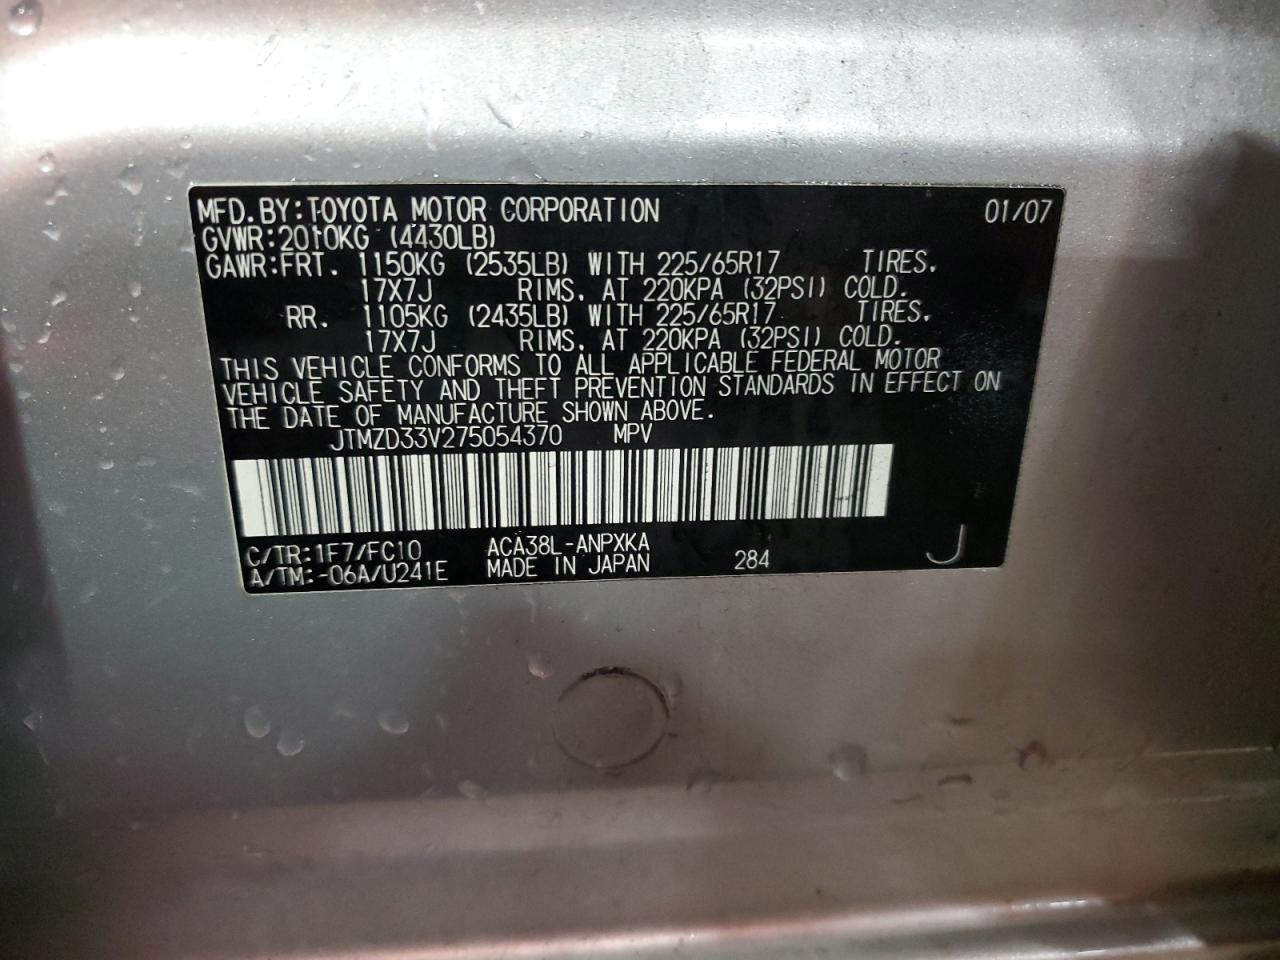 MFD.BY:TOYOTA MOTOR CORPORATION 01/07
GVWR:2010KG (4430LB)
GAWR:FRT. 1150KG (2535LB) WITH 225/65R17 TIRES.
17X7J RIMS. AT 220KPA (32PSI) COLD.
RR. 1105KG (2435LB) WITH 225/65R17 TIRES.
17X7J RIMS. AT 220KPA (32PSI) COLD.
THIS VEHICLE CONFORMS TO ALL APPLICABLE FEDERAL MOTOR
VEHICLE SAFETY AND THEFT PREVENTION STANDARDS IN EFFECT ON
THE DATE OF MANUFACTURE SHOWN ABOVE.
JTMZD33V275054370 MPV
C/TR:1F7/FC10 ACA38L-ANPXKA
A/TM:-06A/U241E MADE IN JAPAN 284 J